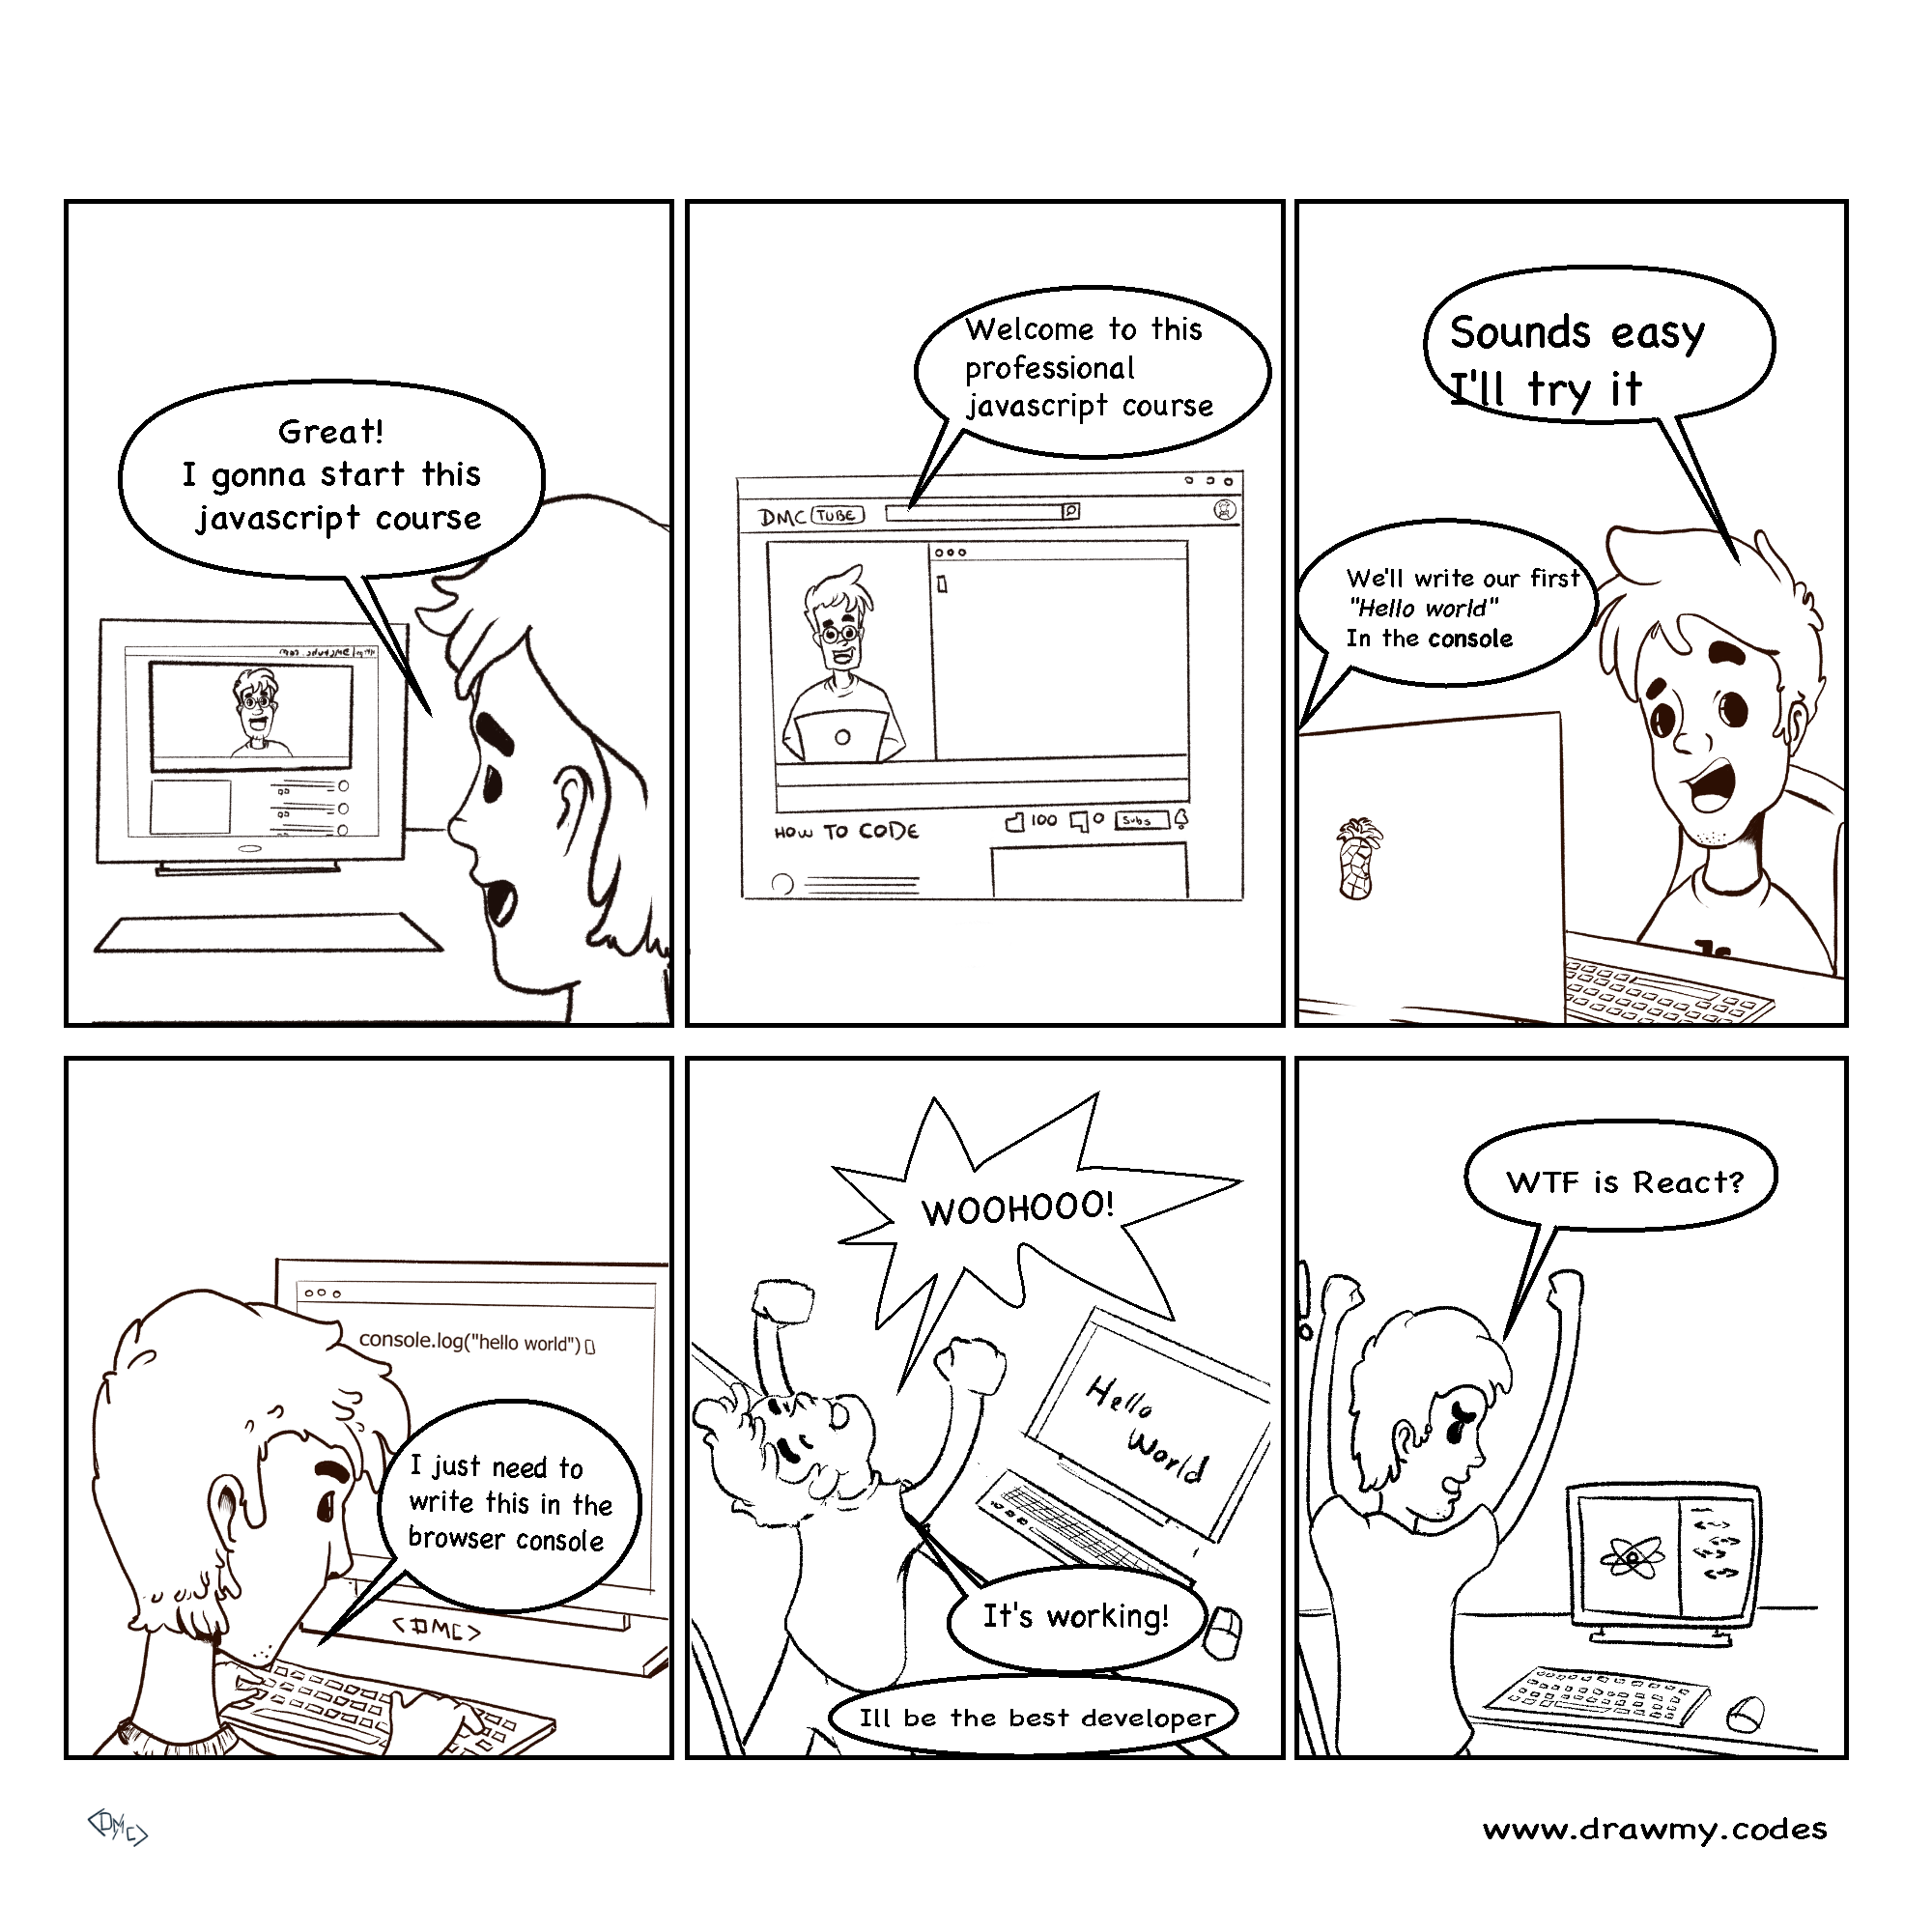 Great!
I gonna start this
javascript course
Welcome to this
professional
javascript course
DMC TUBE
HOW TO CODE
100
0
Subs
Sounds easy
I'll try it
We'll write our first
"Hello world"
In the console
console.log("hello world")
I just need to
write this in the
browser console
<DMC>
WOOHOOO!
Hello
World
It's working!
Ill be the best developer
WTF is React?
<DMC>
www.drawmy.codes